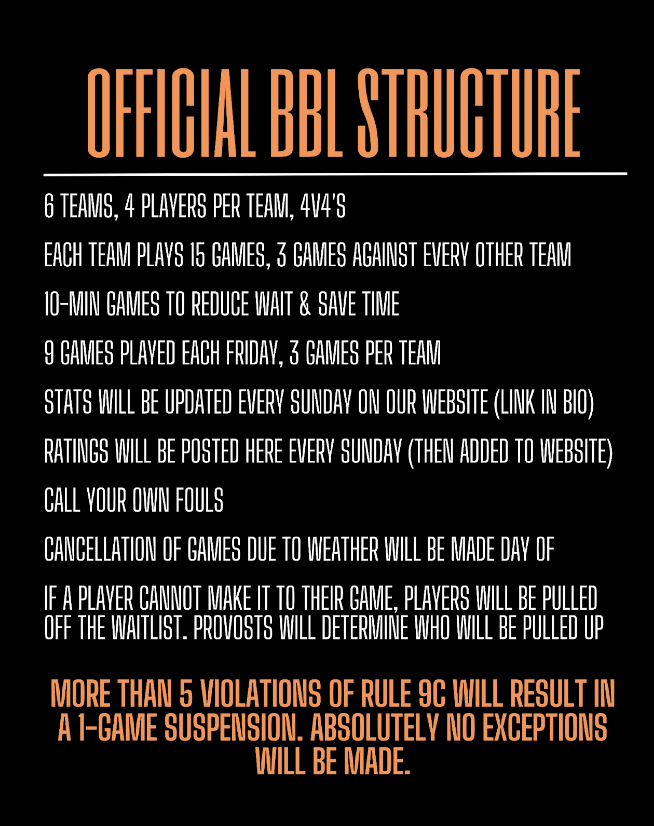 OFFICIAL BBL STRUCTURE
6 TEAMS, 4 PLAYERS PER TEAM, 4V4'S
EACH TEAM PLAYS 15 GAMES, 3 GAMES AGAINST EVERY OTHER TEAM
10-MIN GAMES TO REDUCE WAIT & SAVE TIME
9 GAMES PLAYED EACH FRIDAY, 3 GAMES PER TEAM
STATS WILL BE UPDATED EVERY SUNDAY ON OUR WEBSITE (LINK IN BIO)
RATINGS WILL BE POSTED HERE EVERY SUNDAY (THEN ADDED TO WEBSITE)
CALL YOUR OWN FOULS
CANCELLATION OF GAMES DUE TO WEATHER WILL BE MADE DAY OF
IF A PLAYER CANNOT MAKE IT TO THEIR GAME, PLAYERS WILL BE PULLED
OFF THE WAITLIST. PROVOSTS WILL DETERMINE WHO WILL BE PULLED UP
MORE THAN 5 VIOLATIONS OF RULE 9C WILL RESULT IN
A 1-GAME SUSPENSION. ABSOLUTELY NO EXCEPTIONS
WILL BE MADE.